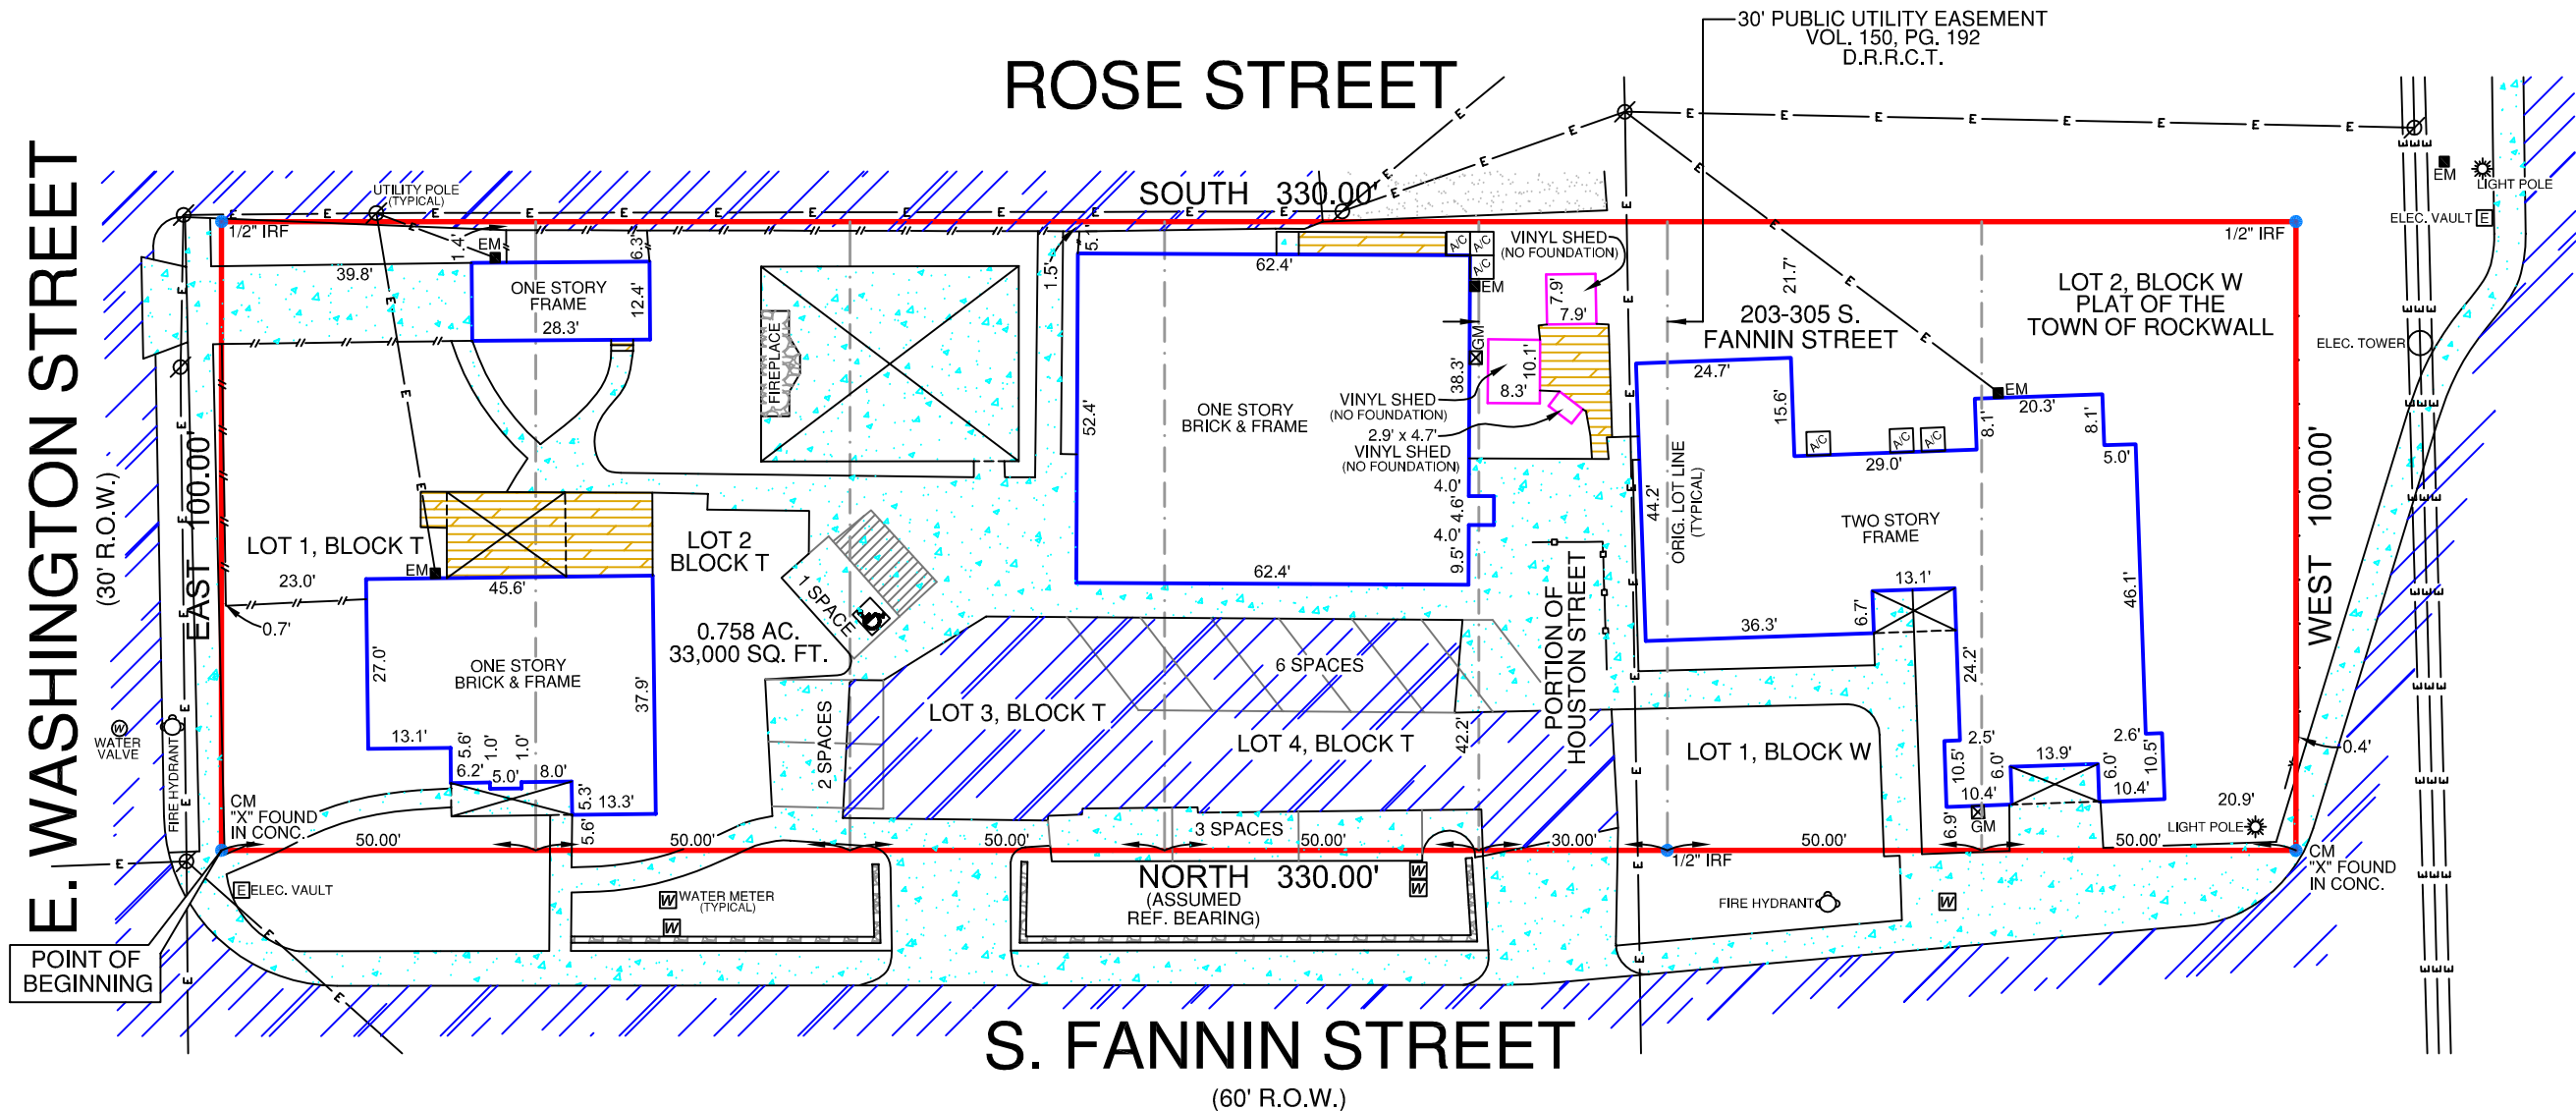 30' PUBLIC UTILITY EASEMENT
VOL. 150, PG. 192
D.R.R.C.T.
ROSE STREET
SOUTH 330.00'
E. WASHINGTON STREET
(30' R.O.W.)
EAST 100.00'
UTILITY POLE
(TYPICAL)
1/2" IRF
1.4'
EM
6.3'
39.8'
ONE STORY
FRAME
12.4'
28.3'
FIREPLACE
1.5'
5.1'
62.4'
A/C
A/C
A/C
EM
GM
VINYL SHED
(NO FOUNDATION)
7.9'
7.9'
10.1'
8.3'
38.3'
VINYL SHED
(NO FOUNDATION)
2.9' x 4.7'
VINYL SHED
(NO FOUNDATION)
52.4'
ONE STORY
BRICK & FRAME
4.0'
4.6'
4.0'
9.5'
62.4'
21.7'
203-305 S.
FANNIN STREET
LOT 2, BLOCK W
PLAT OF THE
TOWN OF ROCKWALL
1/2" IRF
EM
LIGHT POLE
ELEC. VAULT
E
ELEC. TOWER
24.7'
15.6'
A/C
A/C
A/C
29.0'
8.1'
EM
20.3'
8.1'
5.0'
44.2'
ORIG. LOT LINE
(TYPICAL)
TWO STORY
FRAME
13.1'
6.7'
36.3'
24.2'
46.1'
2.5'
10.5'
6.0'
13.9'
6.0'
2.6'
10.5'
10.4'
10.4'
WEST 100.00'
0.4'
20.9'
LIGHT POLE
6.9'
GM
LOT 1, BLOCK T
EM
23.0'
0.7'
45.6'
LOT 2
BLOCK T
1 SPACE
0.758 AC.
33,000 SQ. FT.
27.0'
ONE STORY
BRICK & FRAME
37.9'
13.1'
5.6'
6.2'
1.0'
5.0'
1.0'
8.0'
5.3'
13.3'
5.6'
2 SPACES
6 SPACES
LOT 3, BLOCK T
LOT 4, BLOCK T
42.2'
PORTION OF
HOUSTON STREET
LOT 1, BLOCK W
3 SPACES
W
WATER
VALVE
FIRE HYDRANT
CM
"X" FOUND
IN CONC.
50.00'
50.00'
50.00'
50.00'
30.00'
50.00'
50.00'
1/2" IRF
CM
"X" FOUND
IN CONC.
E
ELEC. VAULT
W
WATER METER
(TYPICAL)
W
NORTH 330.00'
(ASSUMED
REF. BEARING)
W
W
FIRE HYDRANT
W
POINT OF
BEGINNING
S. FANNIN STREET
(60' R.O.W.)